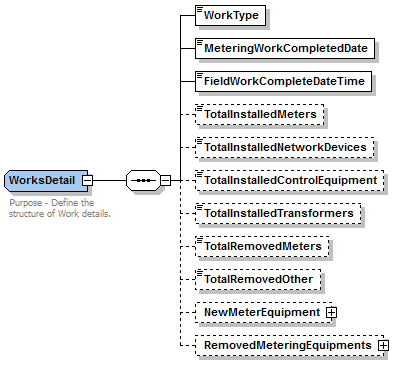 WorkType
MeteringWorkCompletedDate
FieldWorkCompleteDateTime
TotalInstalledMeters
TotalInstalledNetworkDevices
WorksDetail
TotalInstalledControlEquipment
Purpose - Define the
structure of Work details.
TotalInstalledTransformers
TotalRemovedMeters
TotalRemovedOther
NewMeterEquipment
RemovedMeteringEquipments